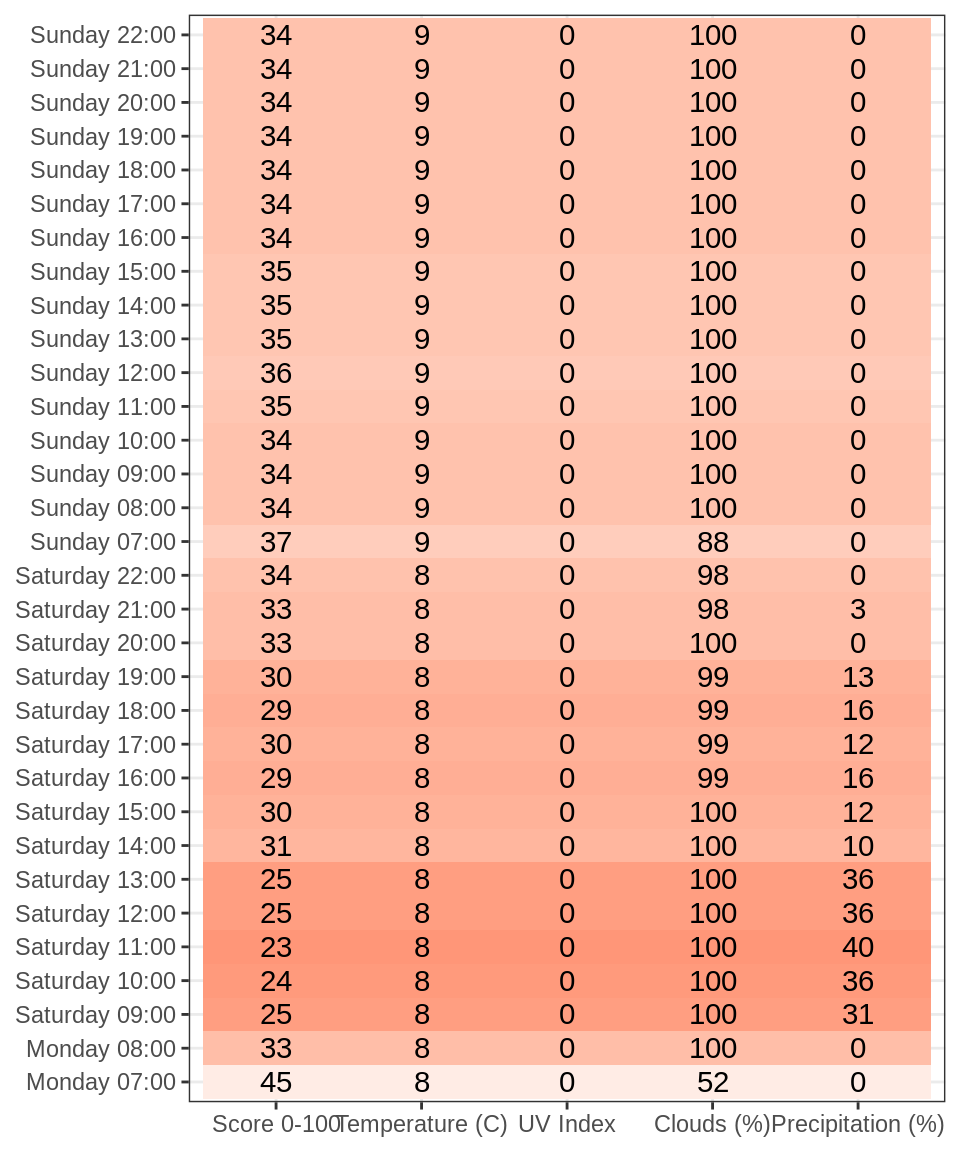 Sunday 22:00 34 9 0 100 0
Sunday 21:00 34 9 0 100 0
Sunday 20:00 34 9 0 100 0
Sunday 19:00 34 9 0 100 0
Sunday 18:00 34 9 0 100 0
Sunday 17:00 34 9 0 100 0
Sunday 16:00 34 9 0 100 0
Sunday 15:00 35 9 0 100 0
Sunday 14:00 35 9 0 100 0
Sunday 13:00 35 9 0 100 0
Sunday 12:00 36 9 0 100 0
Sunday 11:00 35 9 0 100 0
Sunday 10:00 34 9 0 100 0
Sunday 09:00 34 9 0 100 0
Sunday 08:00 34 9 0 100 0
Sunday 07:00 37 9 0 88 0
Saturday 22:00 34 8 0 98 0
Saturday 21:00 33 8 0 98 3
Saturday 20:00 33 8 0 100 0
Saturday 19:00 30 8 0 99 13
Saturday 18:00 29 8 0 99 16
Saturday 17:00 30 8 0 99 12
Saturday 16:00 29 8 0 99 16
Saturday 15:00 30 8 0 100 12
Saturday 14:00 31 8 0 100 10
Saturday 13:00 25 8 0 100 36
Saturday 12:00 25 8 0 100 36
Saturday 11:00 23 8 0 100 40
Saturday 10:00 24 8 0 100 36
Saturday 09:00 25 8 0 100 31
Monday 08:00 33 8 0 100 0
Monday 07:00 45 8 0 52 0
Score 0-100 Temperature (C) UV Index Clouds (%) Precipitation (%)